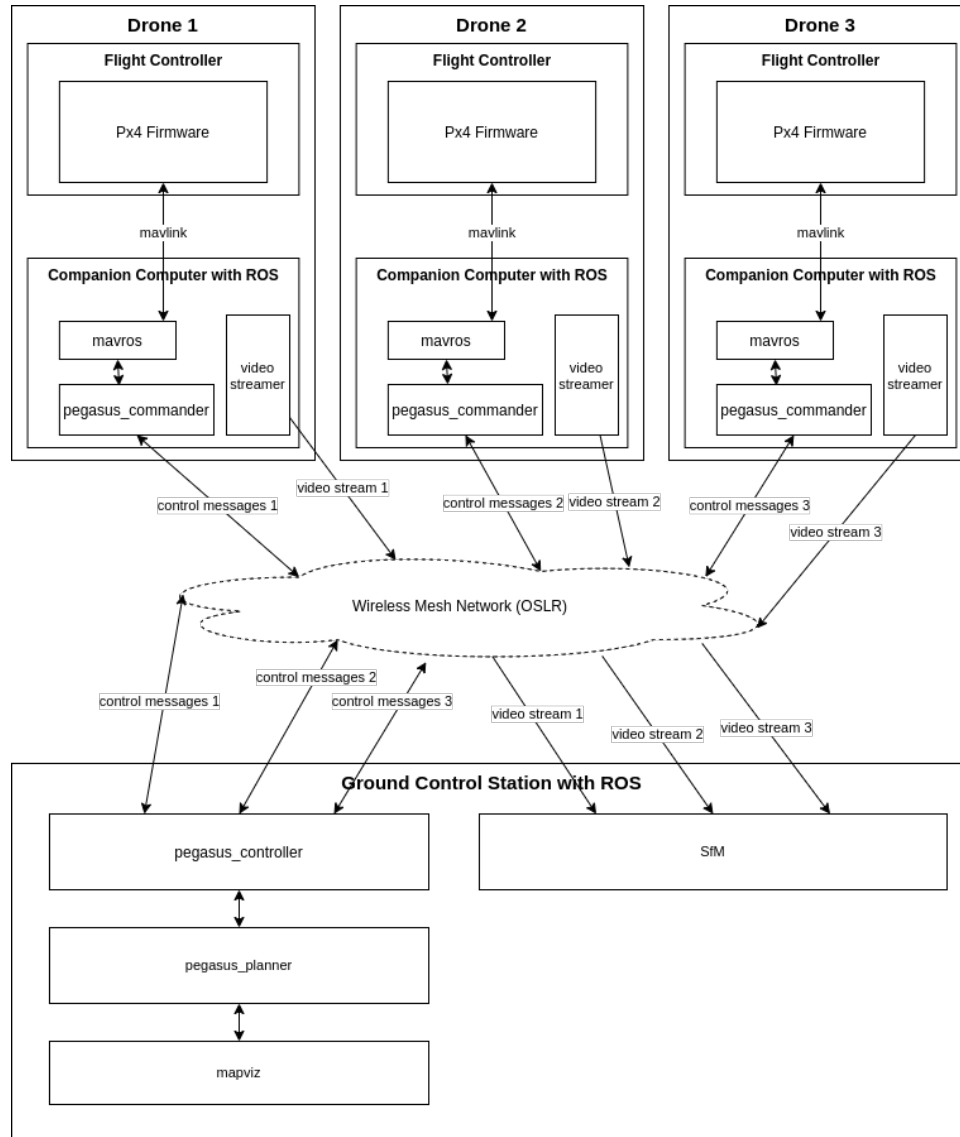 Drone 1
Drone 2
Drone 3
Flight Controller
Flight Controller
Flight Controller
Px4 Firmware
Px4 Firmware
Px4 Firmware
mavlink
mavlink
mavlink
Companion Computer with ROS
Companion Computer with ROS
Companion Computer with ROS
mavros
video
streamer
mavros
video
streamer
mavros
video
streamer
pegasus_commander
pegasus_commander
pegasus_commander
control messages 1
video stream 1
control messages 2
video stream 2
control messages 3
video stream 3
Wireless Mesh Network (OSLR)
control messages 1
control messages 2
control messages 3
video stream 1
video stream 2
video stream 3
Ground Control Station with ROS
pegasus_controller
SfM
pegasus_planner
mapviz